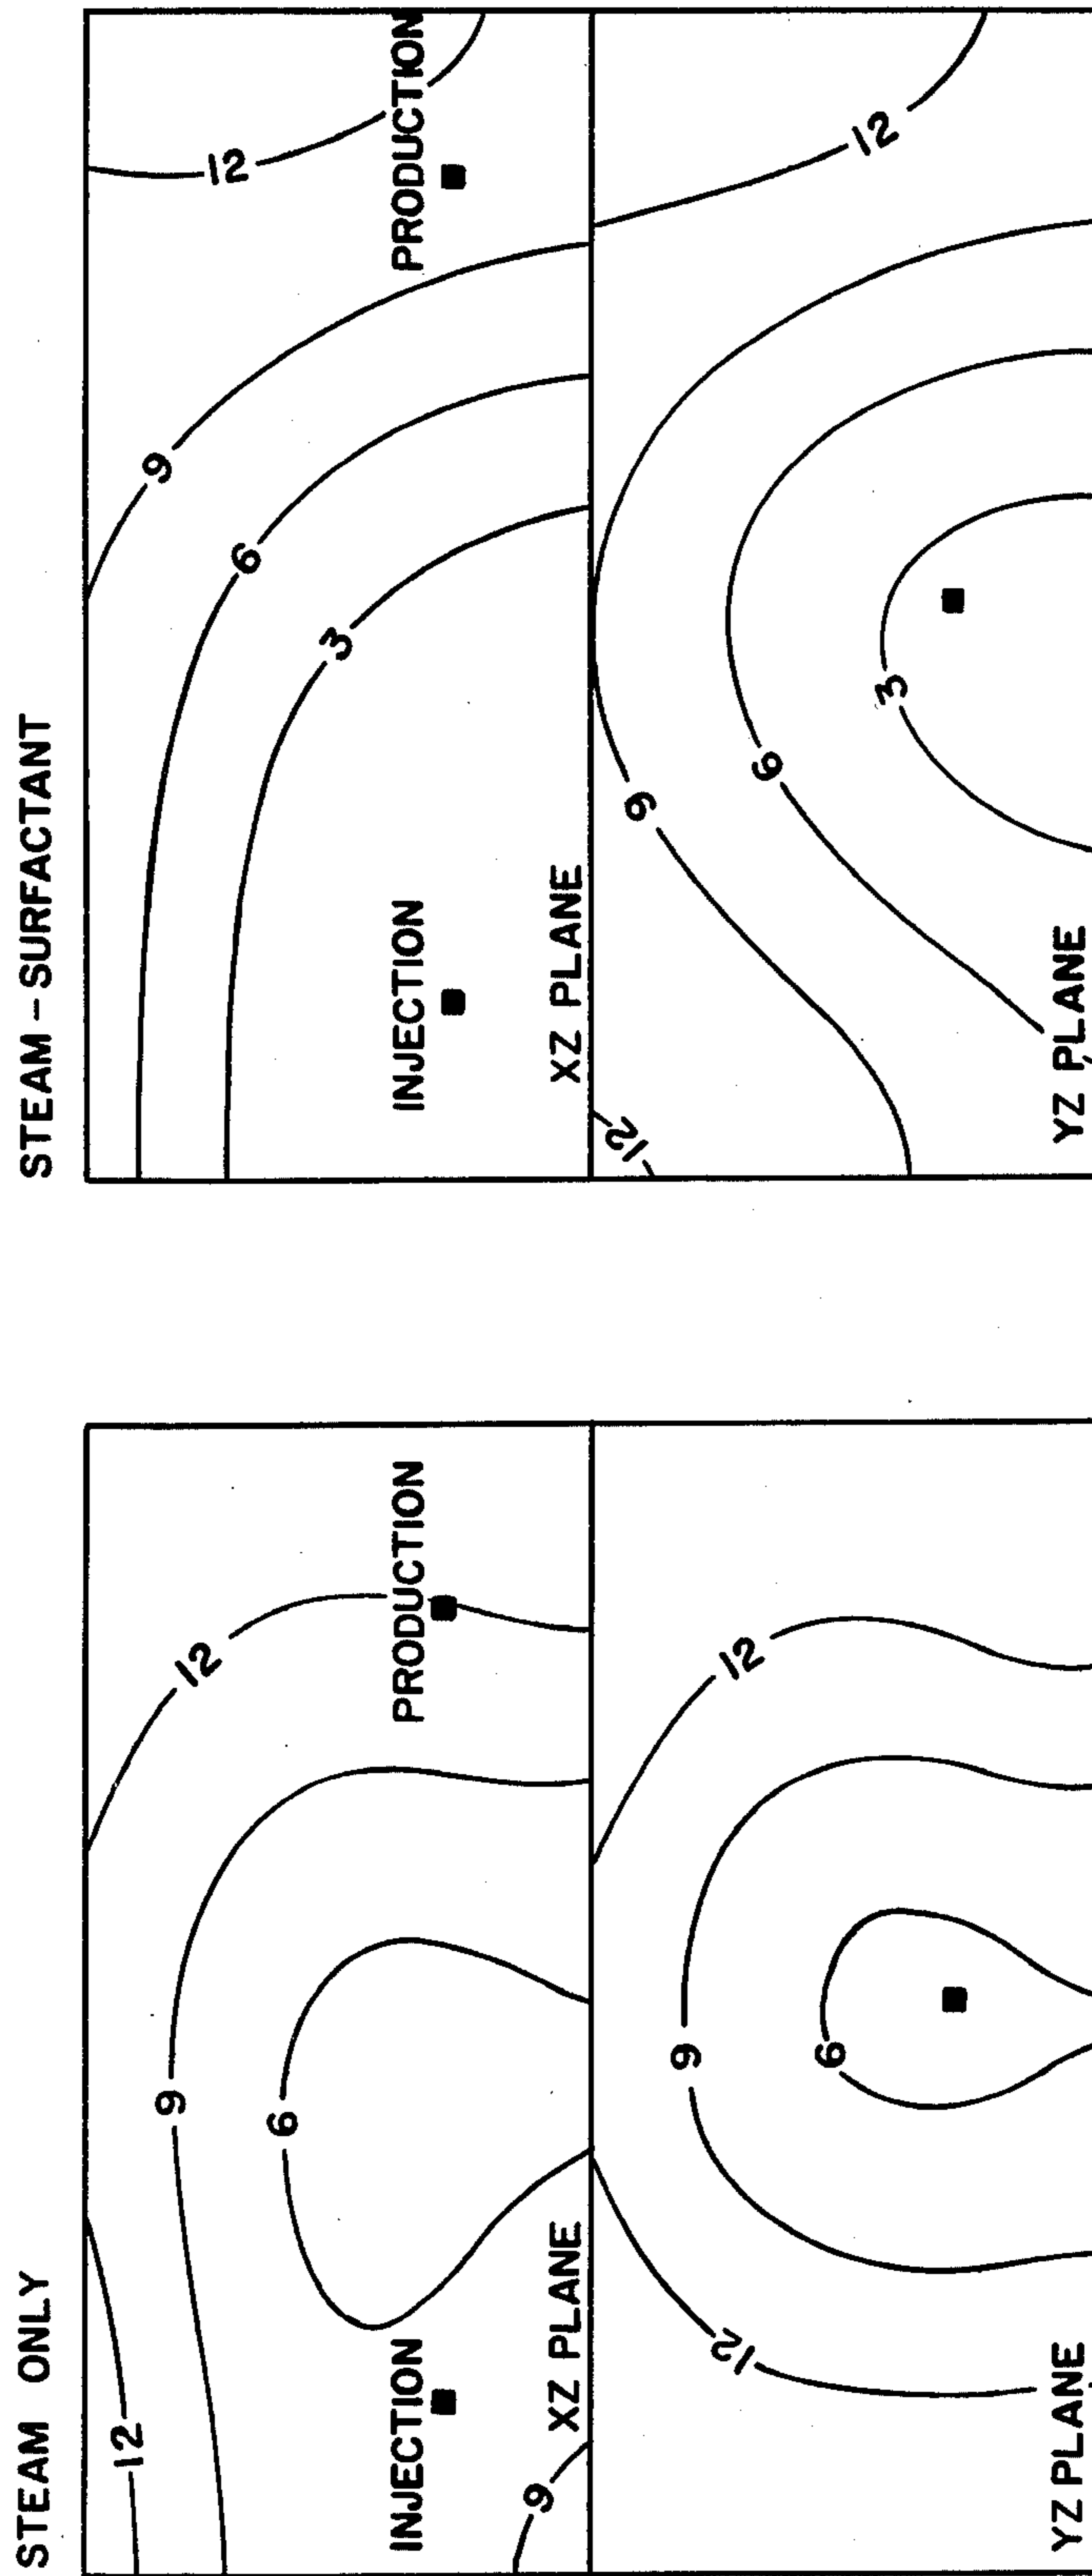 STEAM ONLY
12
9
12
6
INJECTION
PRODUCTION
9
XZ PLANE
9
12
12
6
YZ PLANE
STEAM-SURFACTANT
9
12
6
3
INJECTION
PRODUCTION
XZ PLANE
12
9
6
12
3
YZ PLANE